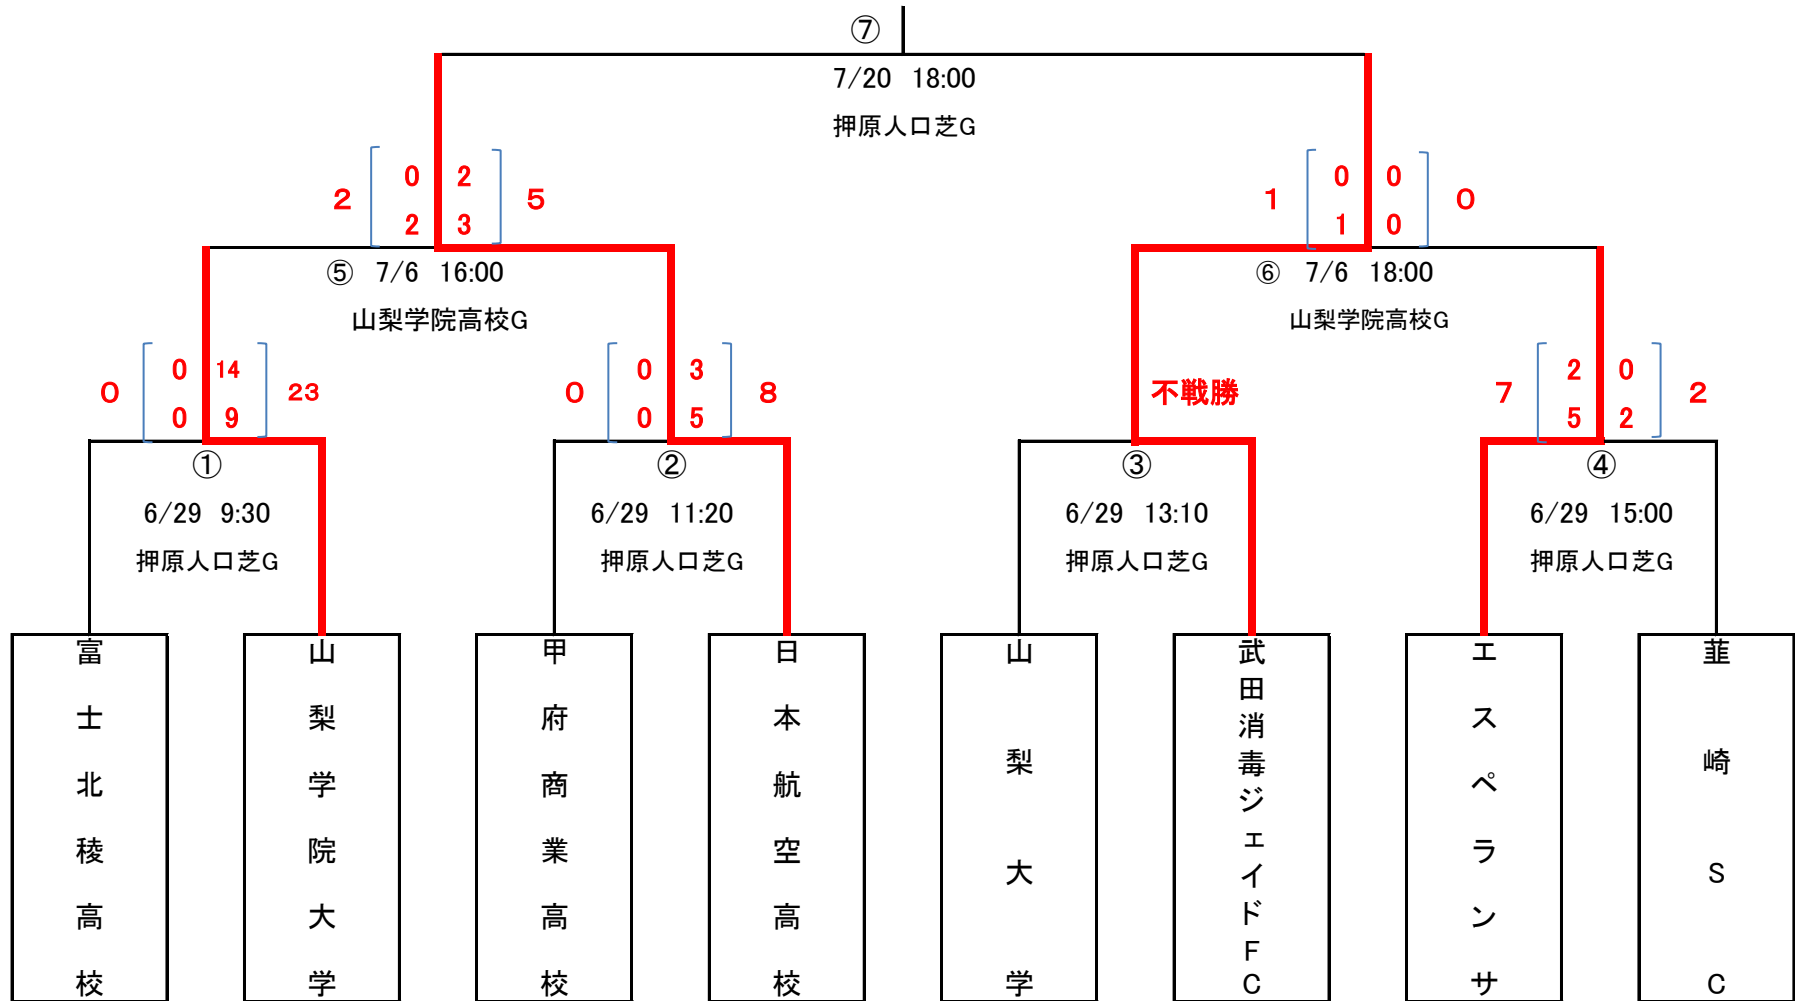 ⑦
7/20 18:00
押原人口芝G
2 0 2 5
2 3
1 0 0 0
1 0
⑤ 7/6 16:00
山梨学院高校G
⑥ 7/6 18:00
山梨学院高校G
0 0 14 23
0 9
0 0 3 8
0 5
不戦勝
7 2 0 2
5 2
①
6/29 9:30
押原人口芝G
②
6/29 11:20
押原人口芝G
③
6/29 13:10
押原人口芝G
④
6/29 15:00
押原人口芝G
富士北稜高校
山梨学院大学
甲府商業高校
日本航空高校
山梨大学
武田消毒ジェイドFC
エスペランサ
韮崎SC